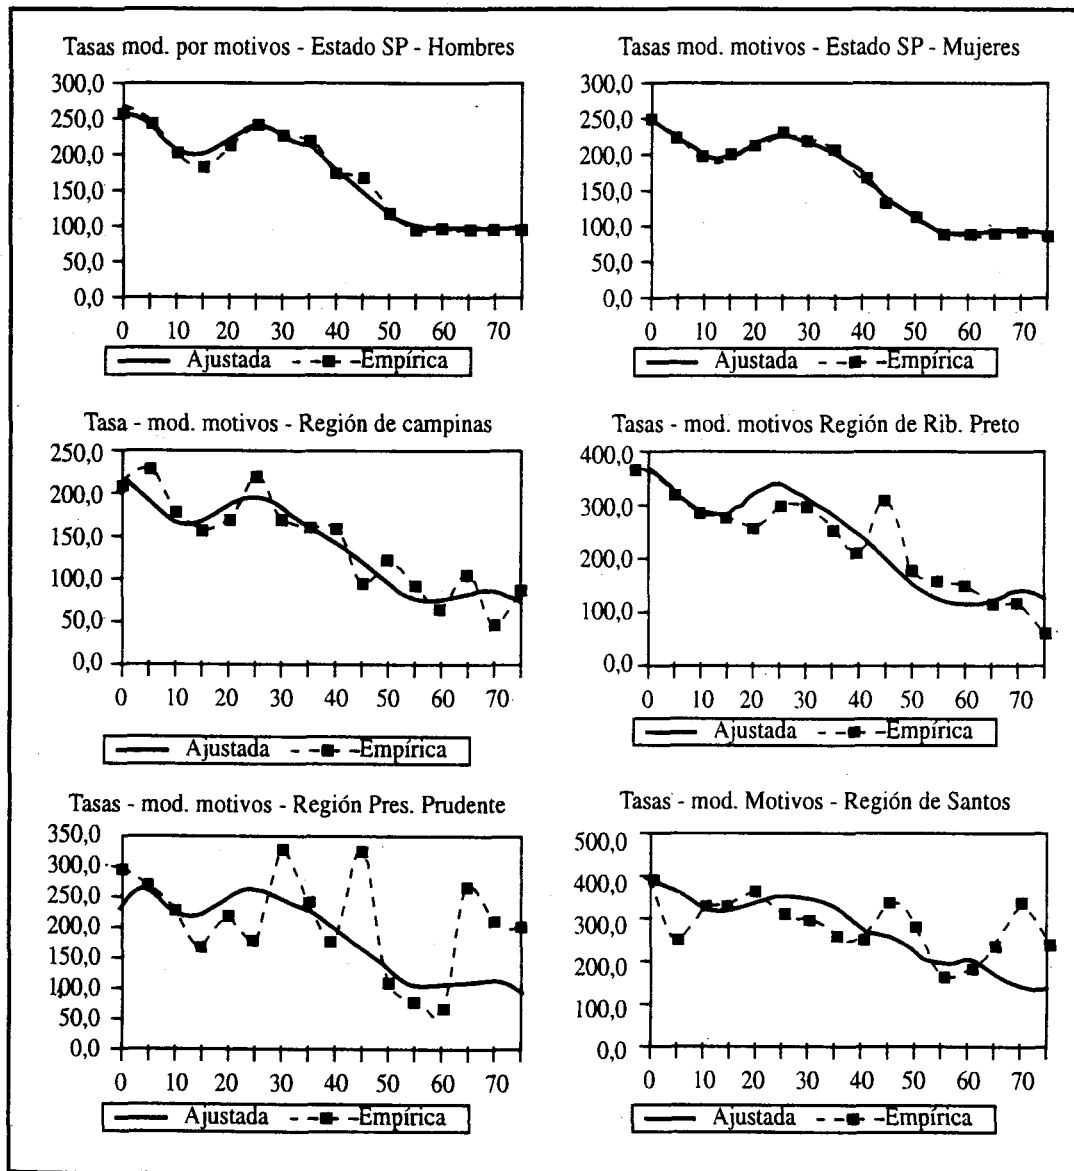 Tasas mod. por motivos - Estado SP - Hombres
300,0
250,0
200,0
150,0
100,0
50,0
0,0
0 10 20 30 40 50 60 70
Ajustada - -■- -Empírica
Tasas mod. motivos - Estado SP - Mujeres
300,0
250,0
200,0
150,0
100,0
50,0
0,0
0 10 20 30 40 50 60 70
Ajustada - -■- -Empírica
Tasa - mod. motivos - Región de campinas
250,0
200,0
150,0
100,0
50,0
0,0
0 10 20 30 40 50 60 70
Ajustada - -■- -Empírica
Tasas - mod. motivos Región de Rib. Preto
400,0
300,0
200,0
100,0
0,0
0 10 20 30 40 50 60 70
Ajustada - -■- -Empírica
Tasas - mod. motivos - Región Pres. Prudente
350,0
300,0
250,0
200,0
150,0
100,0
50,0
0,0
0 10 20 30 40 50 60 70
Ajustada - -■- -Empírica
Tasas - mod. Motivos - Región de Santos
500,0
400,0
300,0
200,0
100,0
0,0
0 10 20 30 40 50 60 70
Ajustada - -■- -Empírica